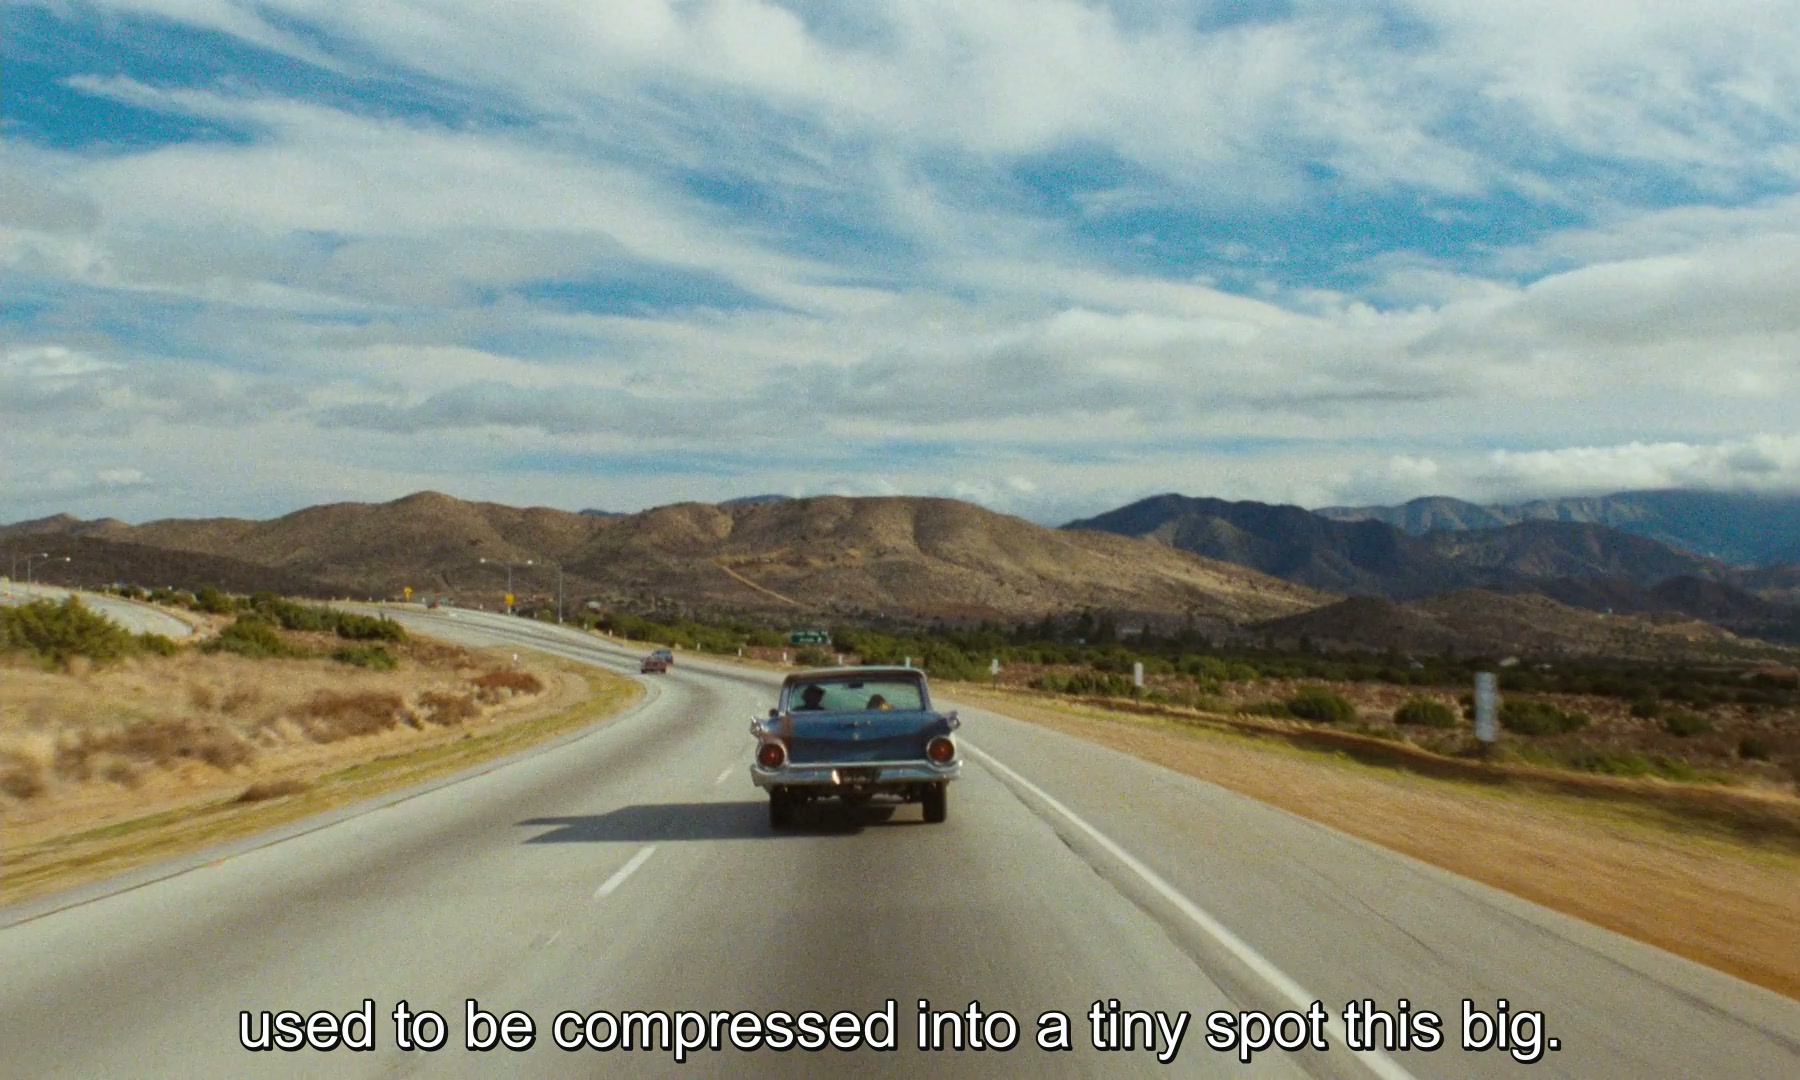 used to be compressed into a tiny spot this big.